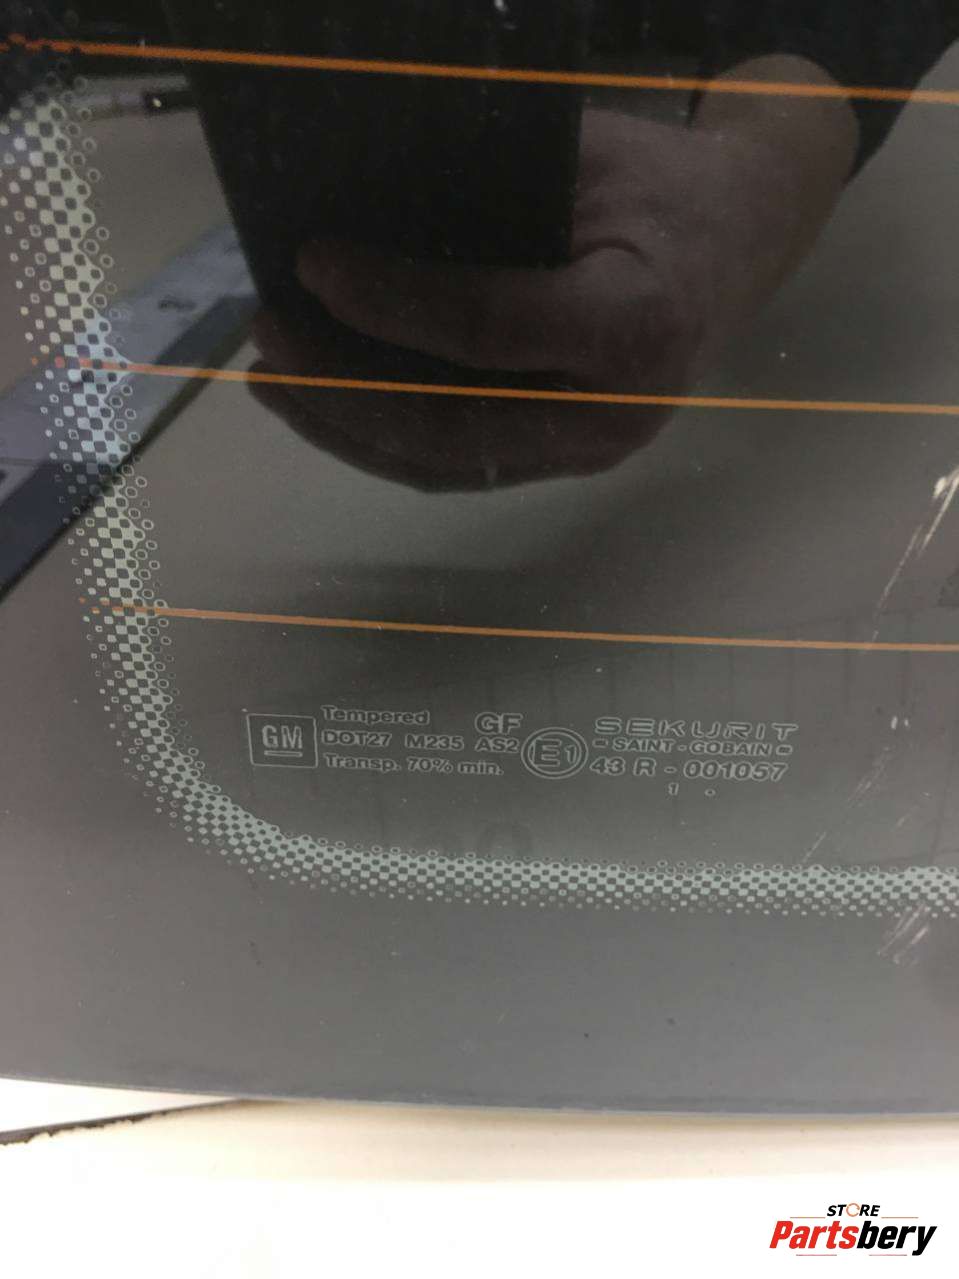 GM
Tempered GF
DOT27 M235 AS2
Transp. 70% min.
E1
SEKURIT
- SAINT - GOBAIN -
43 R - 001057
1 .
STORE
Partsbery